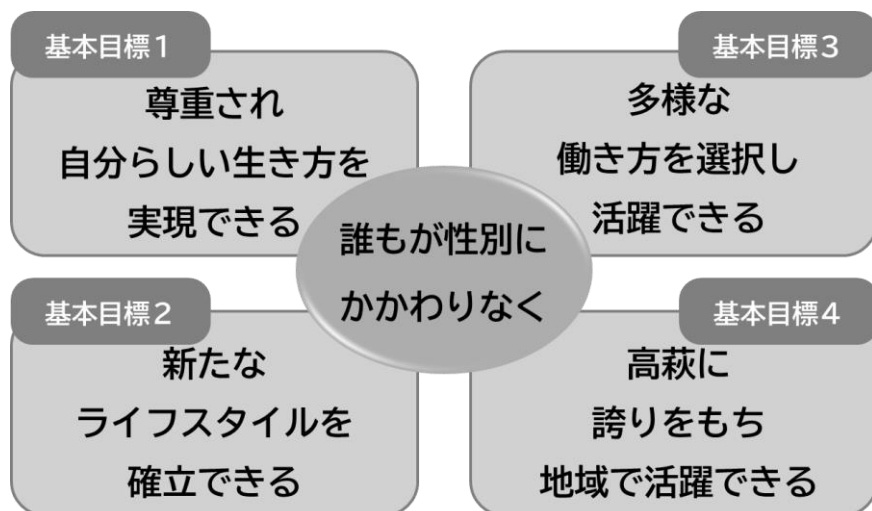 基本目標1
尊重され
自分らしい生き方を
実現できる
基本目標2
新たな
ライフスタイルを
確立できる
誰もが性別に
かかわりなく
基本目標3
多様な
働き方を選択し
活躍できる
基本目標4
高萩に
誇りをもち
地域で活躍できる